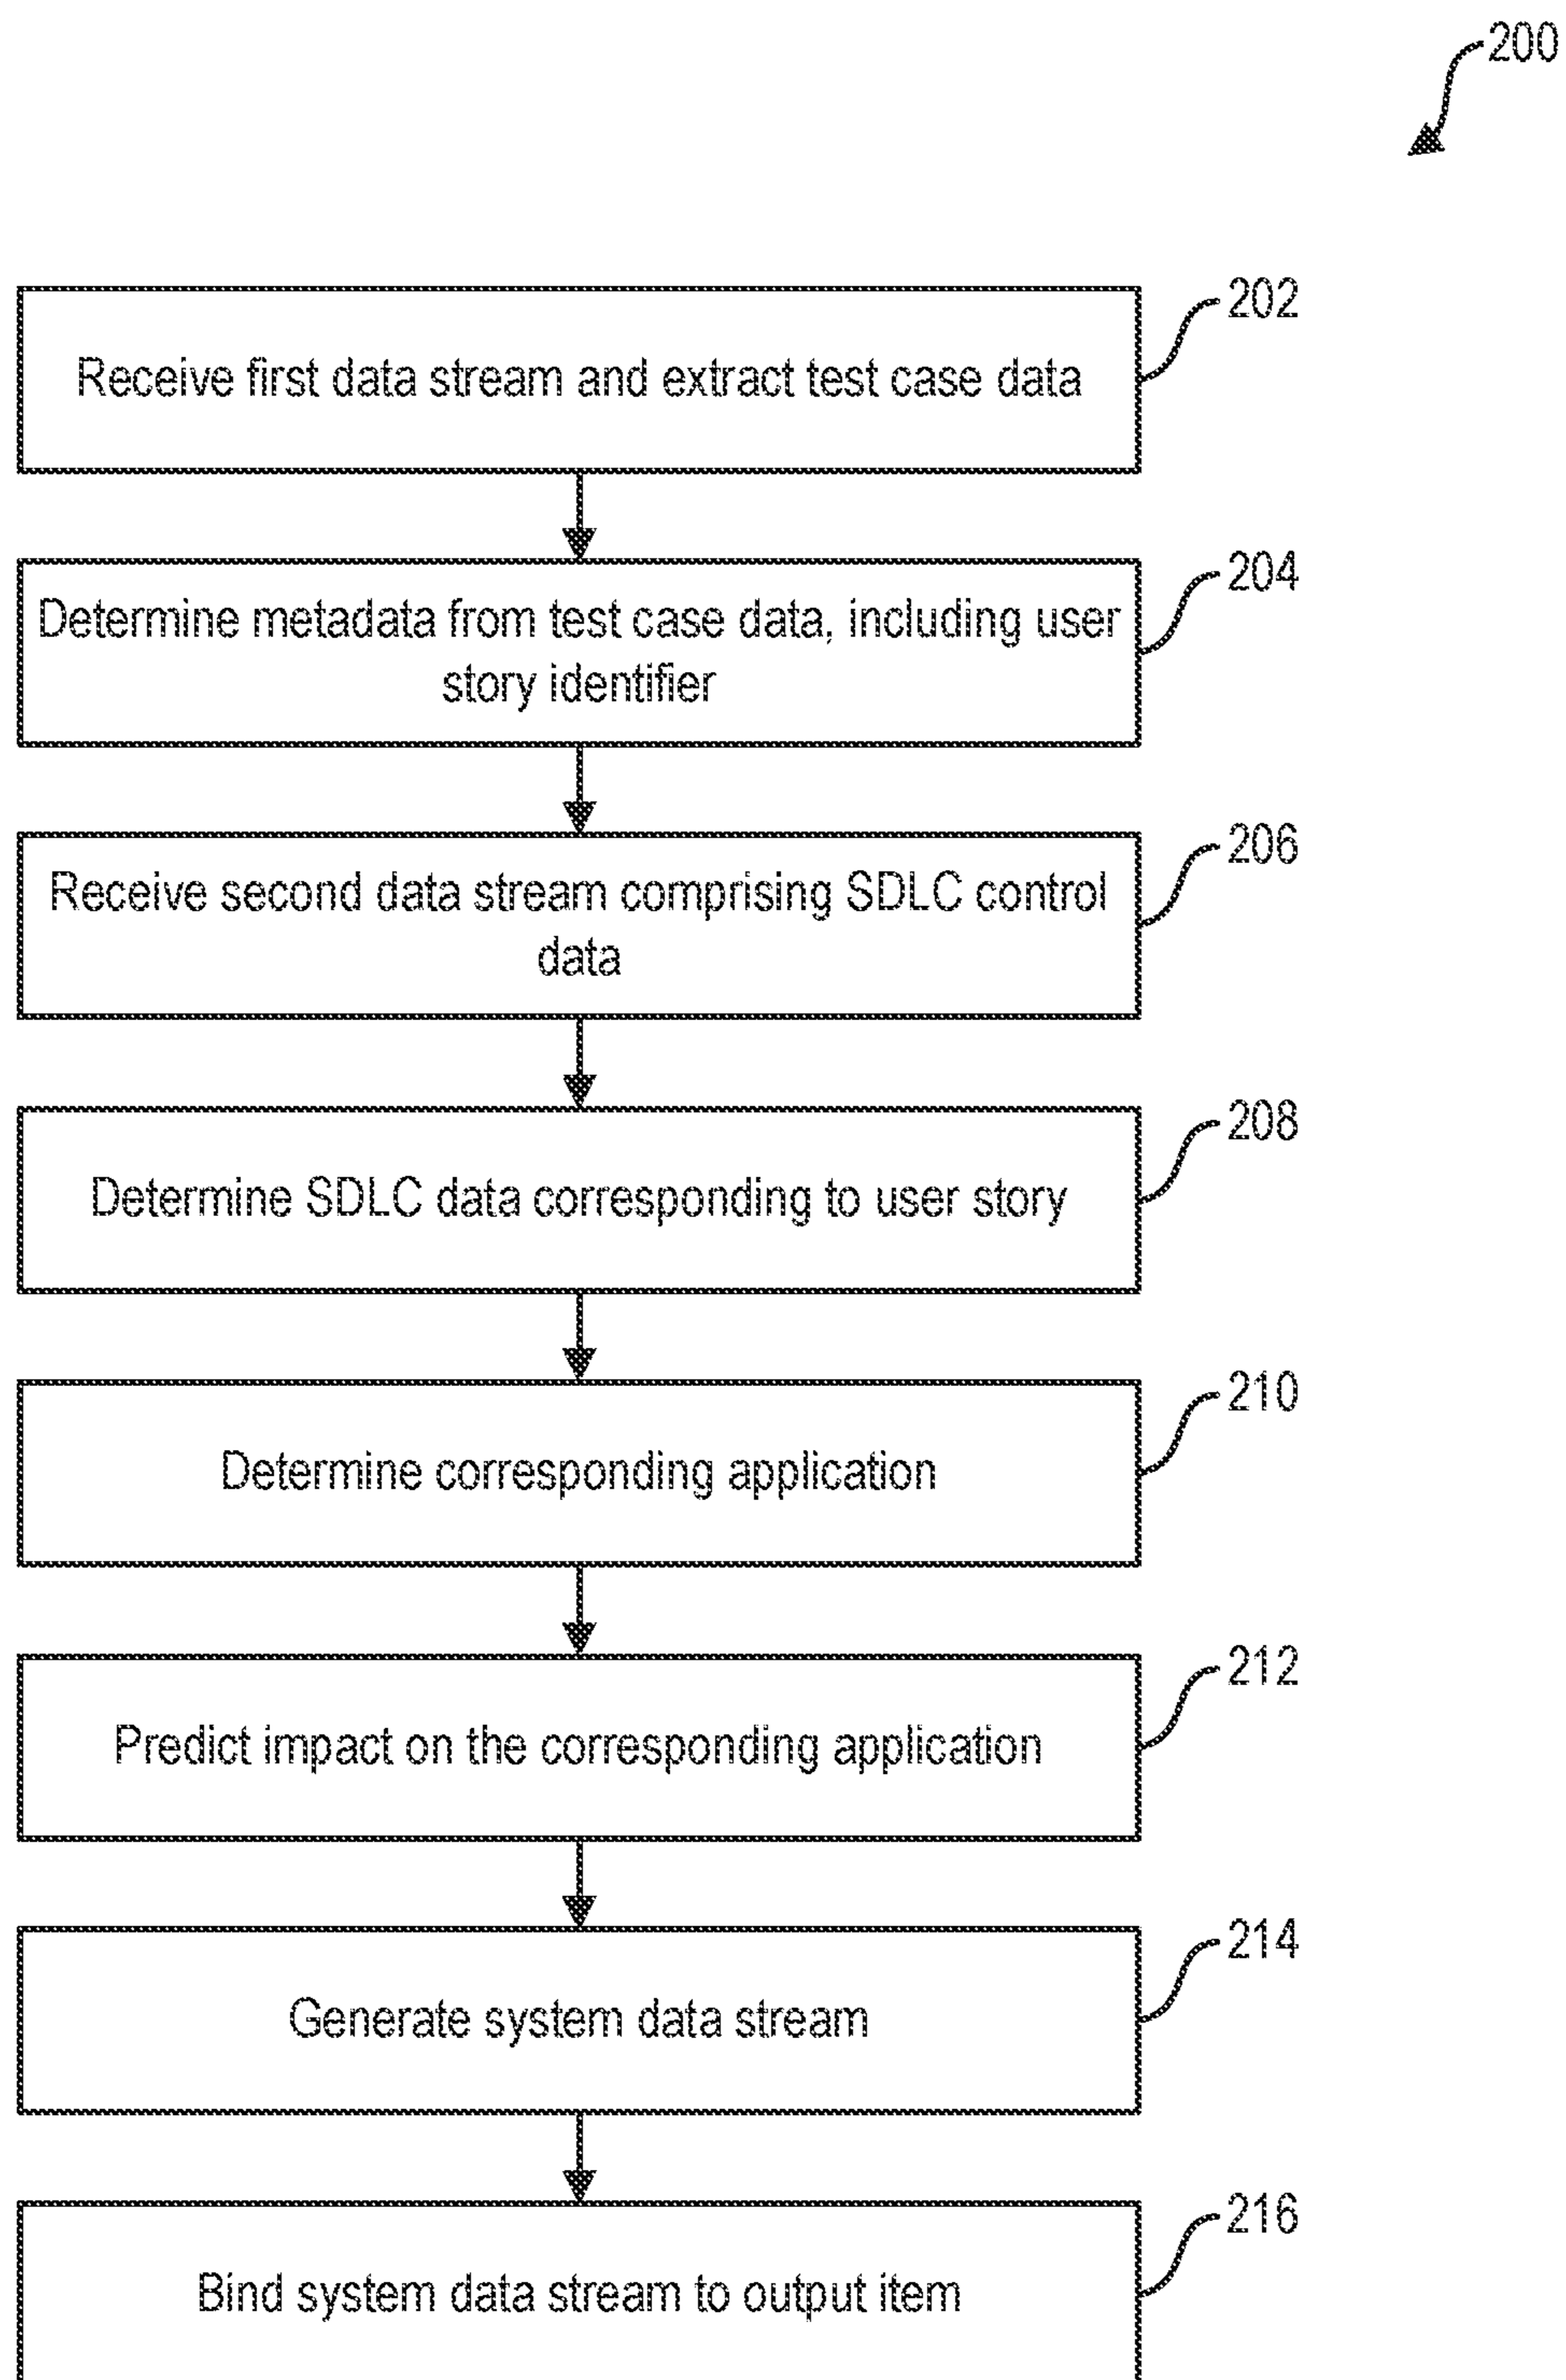 200
202
Receive first data stream and extract test case data
204
Determine metadata from test case data, including user
story identifier
206
Receive second data stream comprising SDLC control
data
208
Determine SDLC data corresponding to user story
210
Determine corresponding application
212
Predict impact on the corresponding application
214
Generate system data stream
216
Bind system data stream to output item